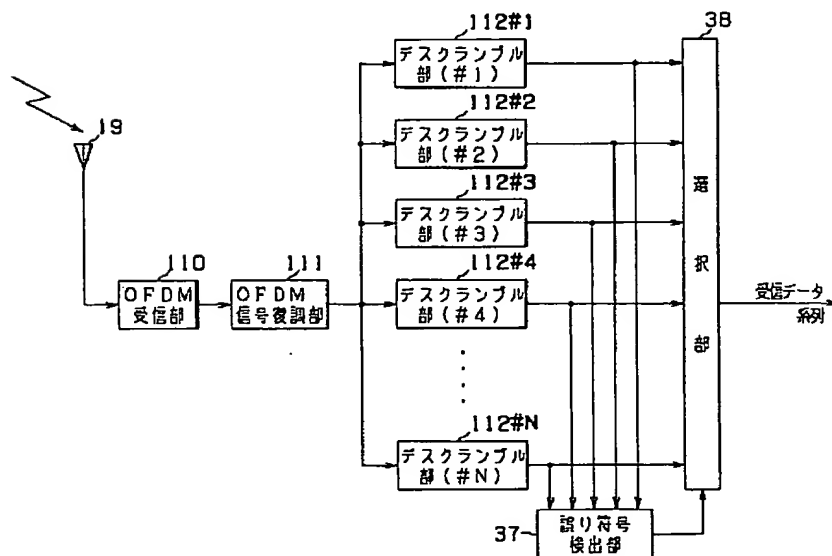 112#1
38
デスクランブル
部(#1)
19
112#2
デスクランブル
部(#2)
112#3
デスクランブル
部(#3)
選択部
110
111
112#4
OFDM
受信部
OFDM
信号復調部
デスクランブル
部(#4)
受信データ
系列
112#N
デスクランブル
部(#N)
37
誤り符号
検出部